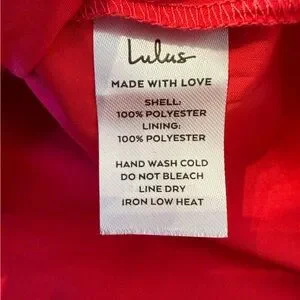 Lulus
MADE WITH LOVE
SHELL:
100% POLYESTER
LINING:
100% POLYESTER
HAND WASH COLD
DO NOT BLEACH
LINE DRY
IRON LOW HEAT